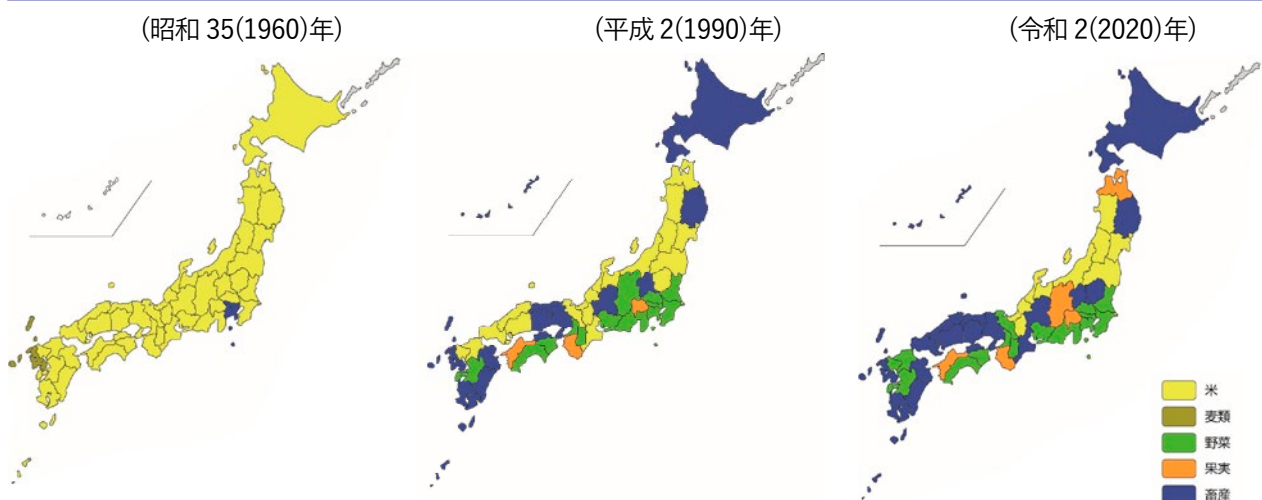 (昭和 35(1960)年)
(平成 2(1990)年)
(令和 2(2020)年)
米
麦類
野菜
果実
畜産